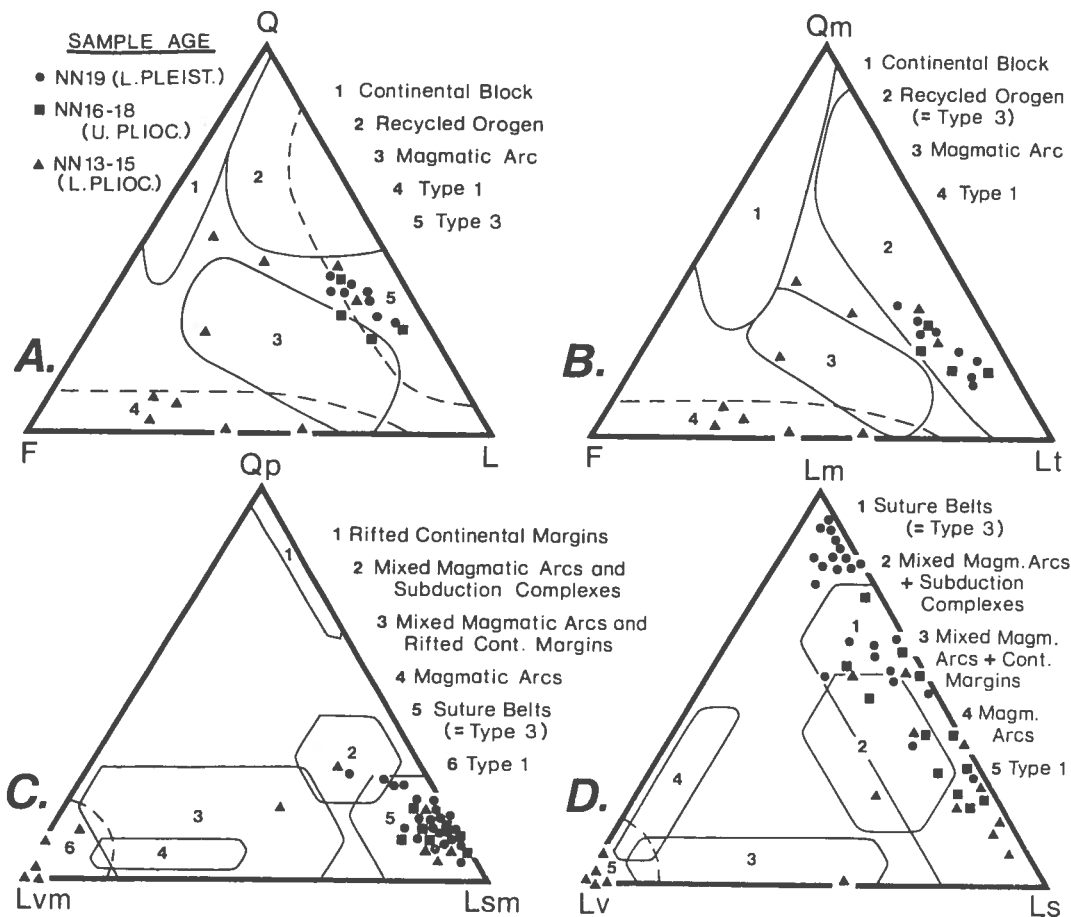 SAMPLE AGE
● NN19 (L.PLEIST.)
■ NN16-18
(U. PLIOC.)
▲ NN13-15
(L.PLIOC.)
Q
1 Continental Block
2 Recycled Orogen
3 Magmatic Arc
4 Type 1
5 Type 3
1
2
3
4
5
A.
F
L
Qm
1 Continental Block
2 Recycled Orogen
(= Type 3)
3 Magmatic Arc
4 Type 1
1
2
3
4
B.
F
Lt
Qp
1 Rifted Continental Margins
2 Mixed Magmatic Arcs and
Subduction Complexes
3 Mixed Magmatic Arcs and
Rifted Cont. Margins
4 Magmatic Arcs
5 Suture Belts
(= Type 3)
6 Type 1
1
2
3
4
5
6
C.
Lvm
Lsm
Lm
1 Suture Belts
(= Type 3)
2 Mixed Magm. Arcs
+ Subduction
Complexes
3 Mixed Magm.
Arcs + Cont.
Margins
4 Magm.
Arcs
5 Type 1
1
2
3
4
5
D.
Lv
Ls